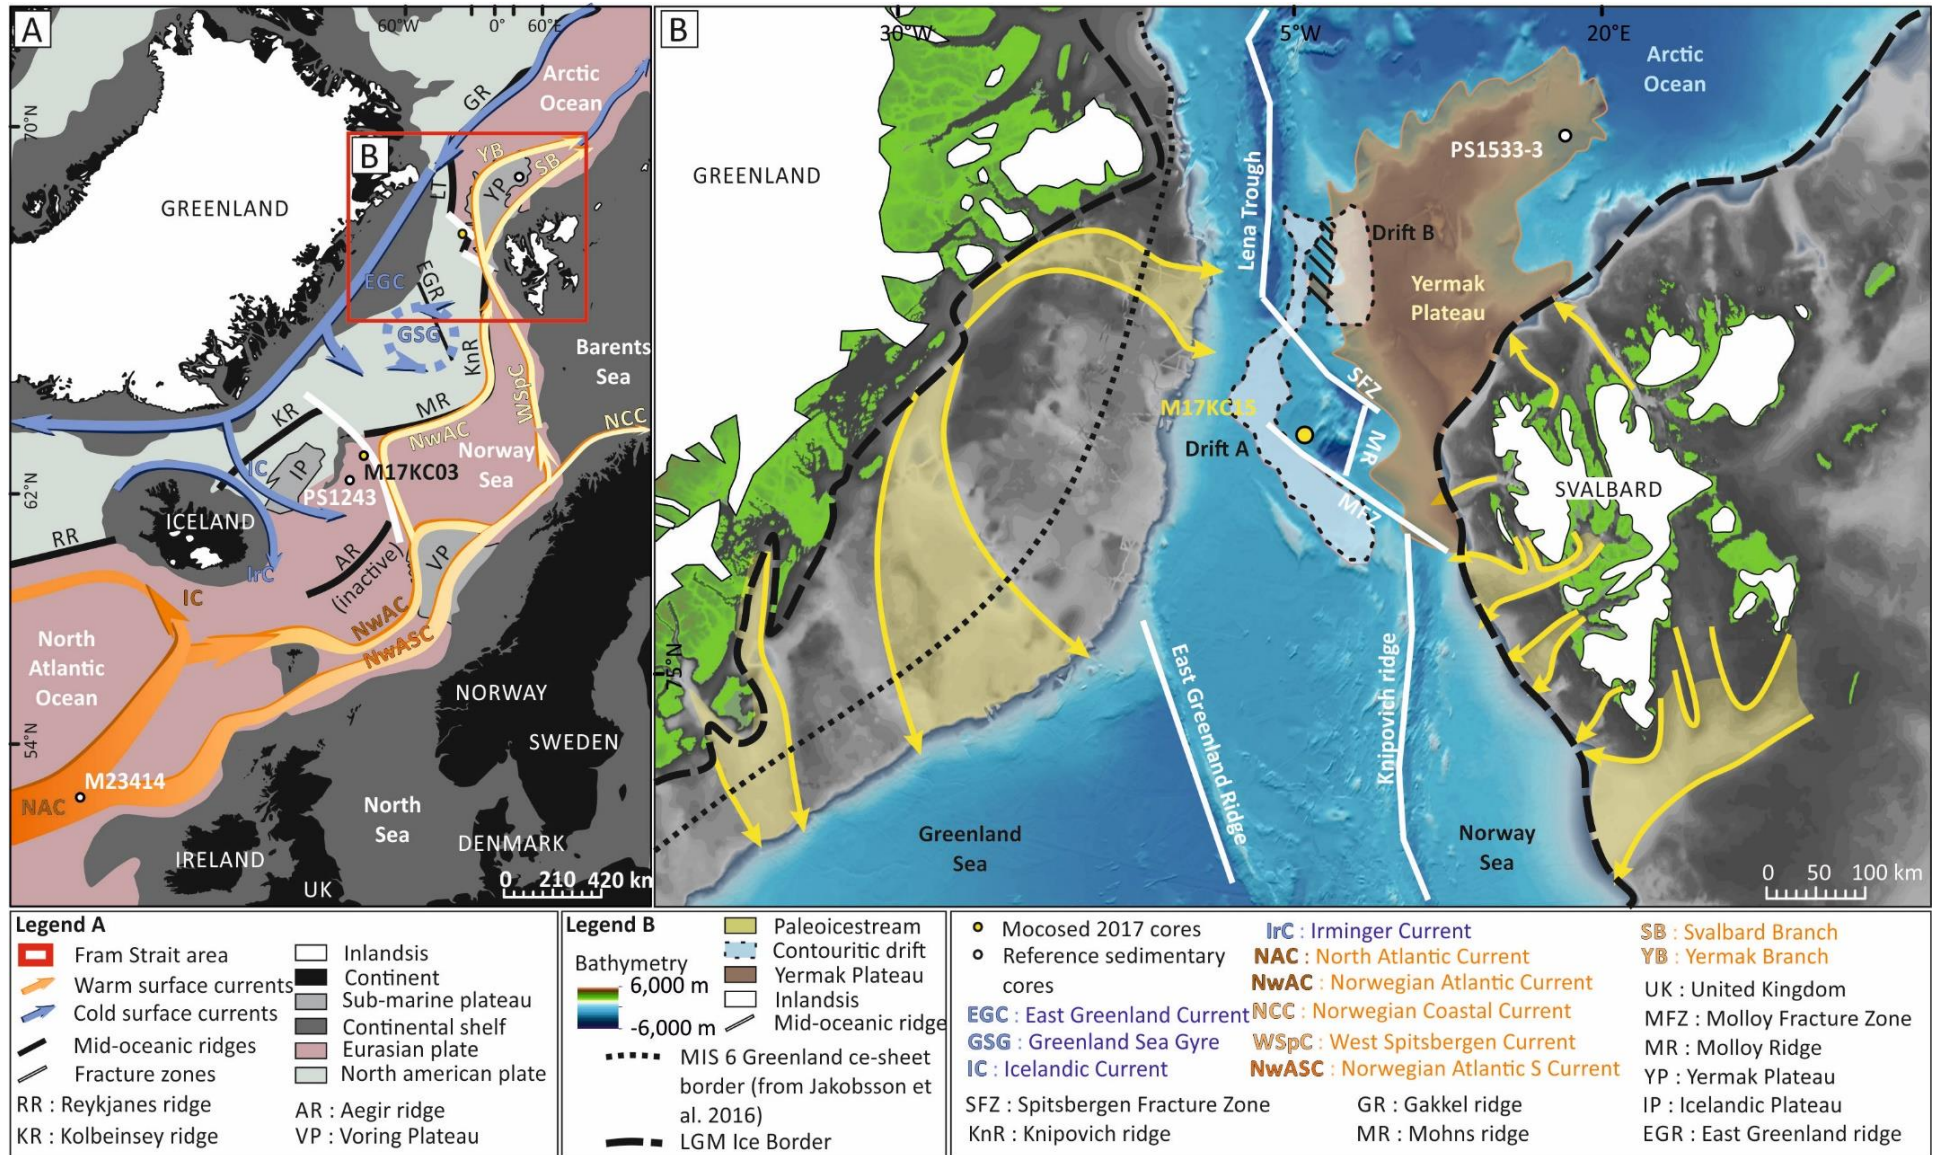 A
60°W
0°
60°E
Arctic
Ocean
GR
70°N
B
YB
SB
YP
LT
GREENLAND
EGC
EGR
GSG
KnR
Barents
Sea
WSpC
KR
MR
NwAC
NCC
Norway
Sea
IC
IP
M17KC03
PS1243
62°N
ICELAND
RR
IrC
AR
(inactive)
VP
IC
NwAC
NwASC
North
Atlantic
Ocean
NORWAY
SWEDEN
54°N
M23414
NAC
North
Sea
DENMARK
IRELAND
UK
0 210 420 km
B
30°W
5°W
20°E
Arctic
Ocean
PS1533-3
GREENLAND
Lena Trough
Drift B
Yermak
Plateau
SFZ
M17KC15
Drift A
MR
MFZ
SVALBARD
75°N
East Greenland Ridge
Knipovich ridge
Greenland
Sea
Norway
Sea
0 50 100 km
Legend A
Fram Strait area
Warm surface currents
Cold surface currents
Mid-oceanic ridges
Fracture zones
RR : Reykjanes ridge
KR : Kolbeinsey ridge
Inlandsis
Continent
Sub-marine plateau
Continental shelf
Eurasian plate
North american plate
AR : Aegir ridge
VP : Voring Plateau
Legend B
Bathymetry
6,000 m
-6,000 m
Paleoicestream
Contouritic drift
Yermak Plateau
Inlandsis
Mid-oceanic ridge
MIS 6 Greenland ce-sheet
border (from Jakobsson et
al. 2016)
LGM Ice Border
Mocosed 2017 cores
Reference sedimentary
cores
EGC : East Greenland Current
GSG : Greenland Sea Gyre
IC : Icelandic Current
SFZ : Spitsbergen Fracture Zone
KnR : Knipovich ridge
IrC : Irminger Current
NAC : North Atlantic Current
NwAC : Norwegian Atlantic Current
NCC : Norwegian Coastal Current
WSpC : West Spitsbergen Current
NwASC : Norwegian Atlantic S Current
GR : Gakkel ridge
MR : Mohns ridge
SB : Svalbard Branch
YB : Yermak Branch
UK : United Kingdom
MFZ : Molloy Fracture Zone
MR : Molloy Ridge
YP : Yermak Plateau
IP : Icelandic Plateau
EGR : East Greenland ridge